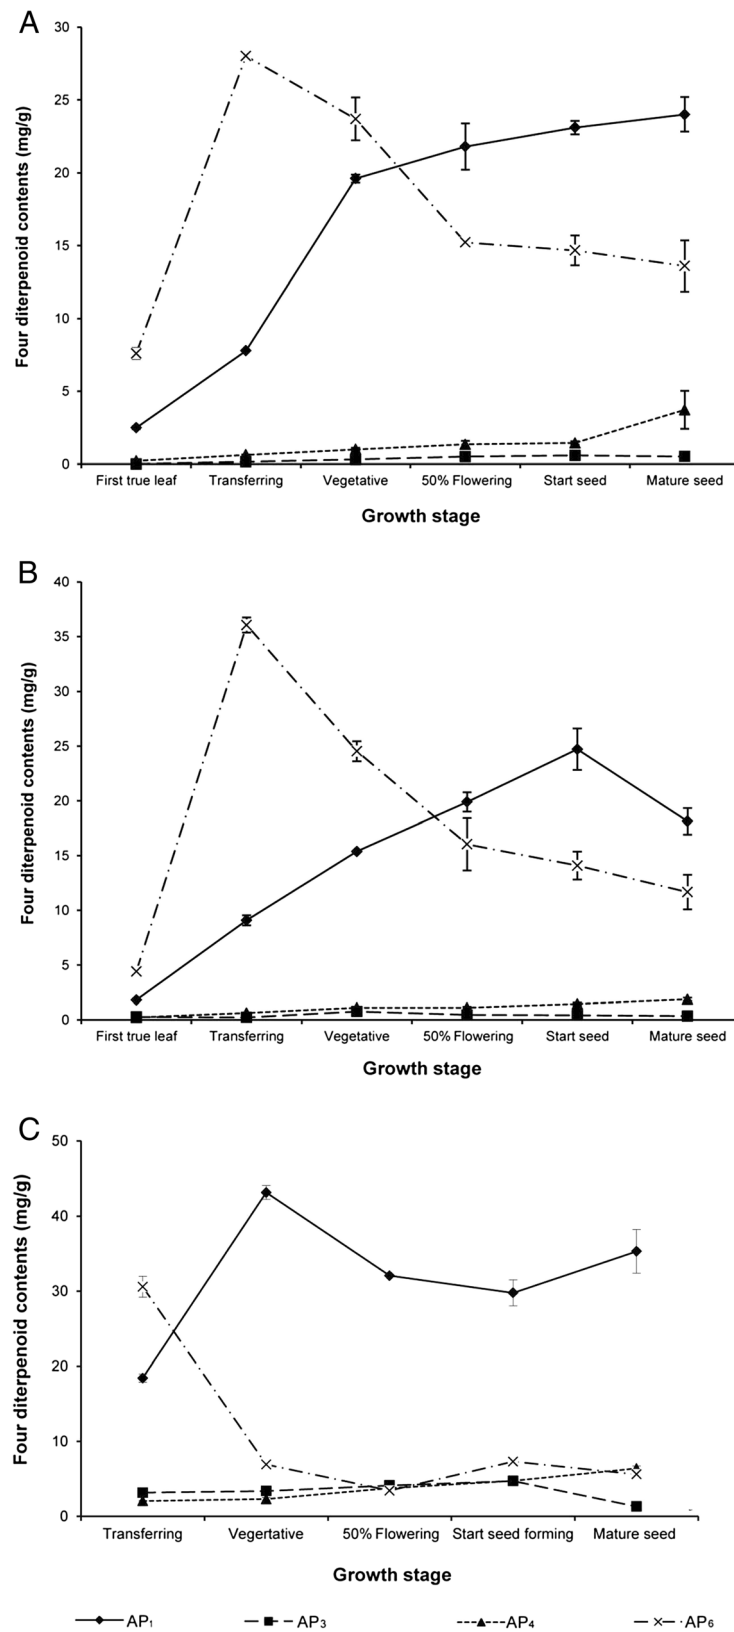 A
Four diterpenoid contents (mg/g)
30
25
20
15
10
5
0
First true leaf Transferring Vegetative 50% Flowering Start seed Mature seed
Growth stage
B
Four diterpenoid contents (mg/g)
40
35
30
25
20
15
10
5
0
First true leaf Transferring Vegetative 50% Flowering Start seed Mature seed
Growth stage
C
Four diterpenoid contents (mg/g)
50
40
30
20
10
0
Transferring Vegertative 50% Flowering Start seed forming Mature seed
Growth stage
AP₁ AP₃ AP₄ AP₆